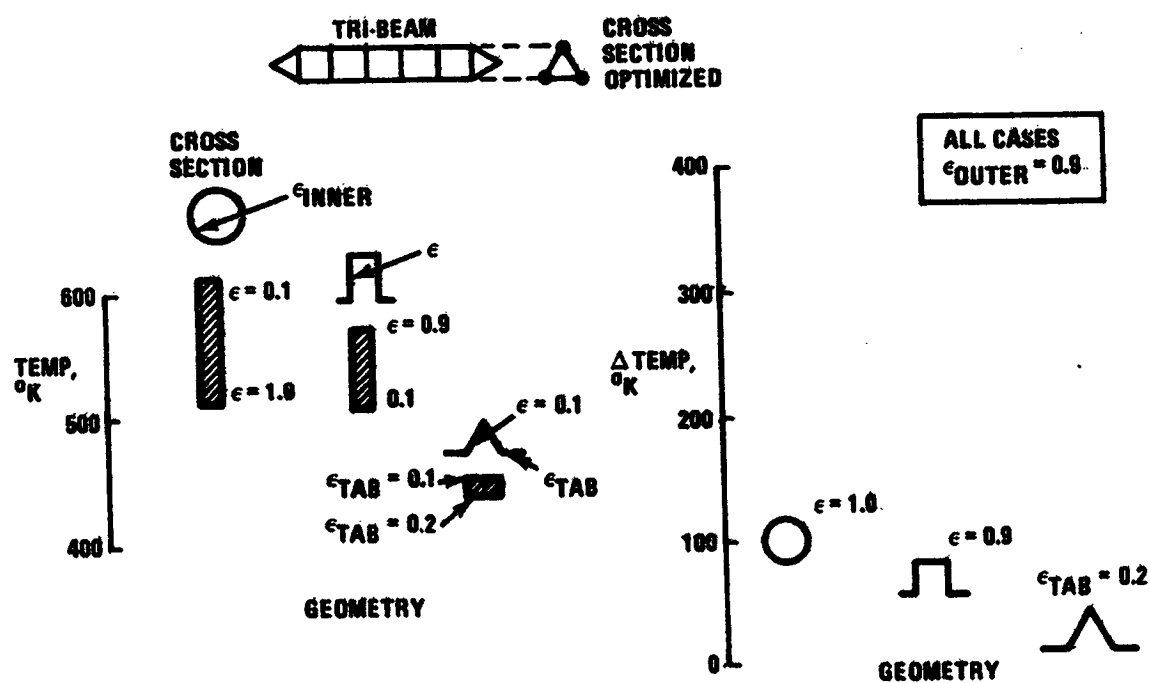 TRI-BEAM
CROSS
SECTION
OPTIMIZED
CROSS
SECTION
ϵINNER
ϵ
600
ϵ = 0.1
ϵ = 0.9
TEMP,
°K
ϵ = 1.0
0.1
500
ϵ = 0.1
ϵTAB = 0.1
ϵTAB
ϵTAB = 0.2
400
GEOMETRY
ALL CASES
ϵOUTER = 0.9
400
300
Δ TEMP,
°K
200
ϵ = 1.0
100
ϵ = 0.9
ϵTAB = 0.2
0
GEOMETRY